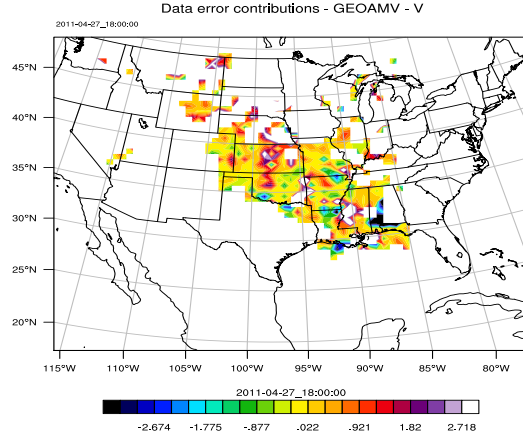 Data error contributions - GEOAMV - V
2011-04-27_18:00:00
45°N
40°N
35°N
30°N
25°N
20°N
115°W 110°W 105°W 100°W 95°W 90°W 85°W 80°W
2011-04-27_18:00:00
-2.674 -1.775 -.877 .022 .921 1.82 2.718